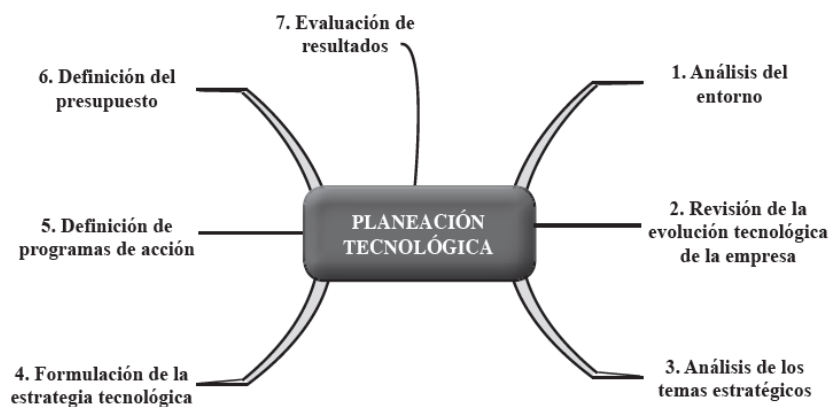 7. Evaluación de
resultados
6. Definición del
presupuesto
1. Análisis del
entorno
5. Definición de
programas de acción
PLANEACIÓN
TECNOLÓGICA
2. Revisión de la
evolución tecnológica
de la empresa
4. Formulación de la
estrategia tecnológica
3. Análisis de los
temas estratégicos